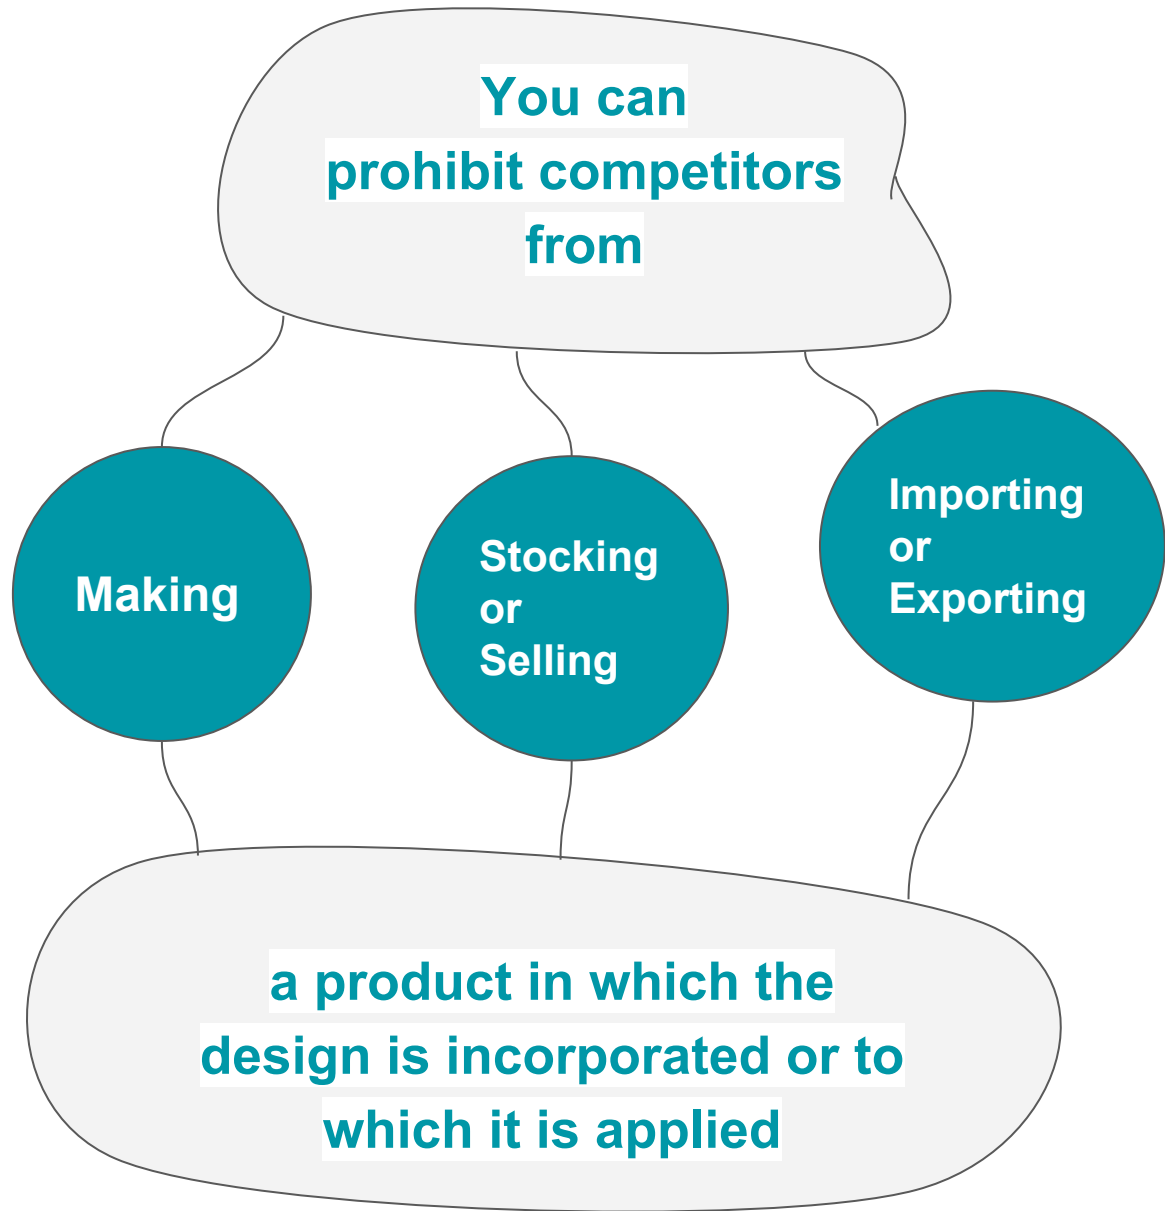 You can
prohibit competitors
from
Making
Stocking
or
Selling
Importing
or
Exporting
a product in which the
design is incorporated or to
which it is applied